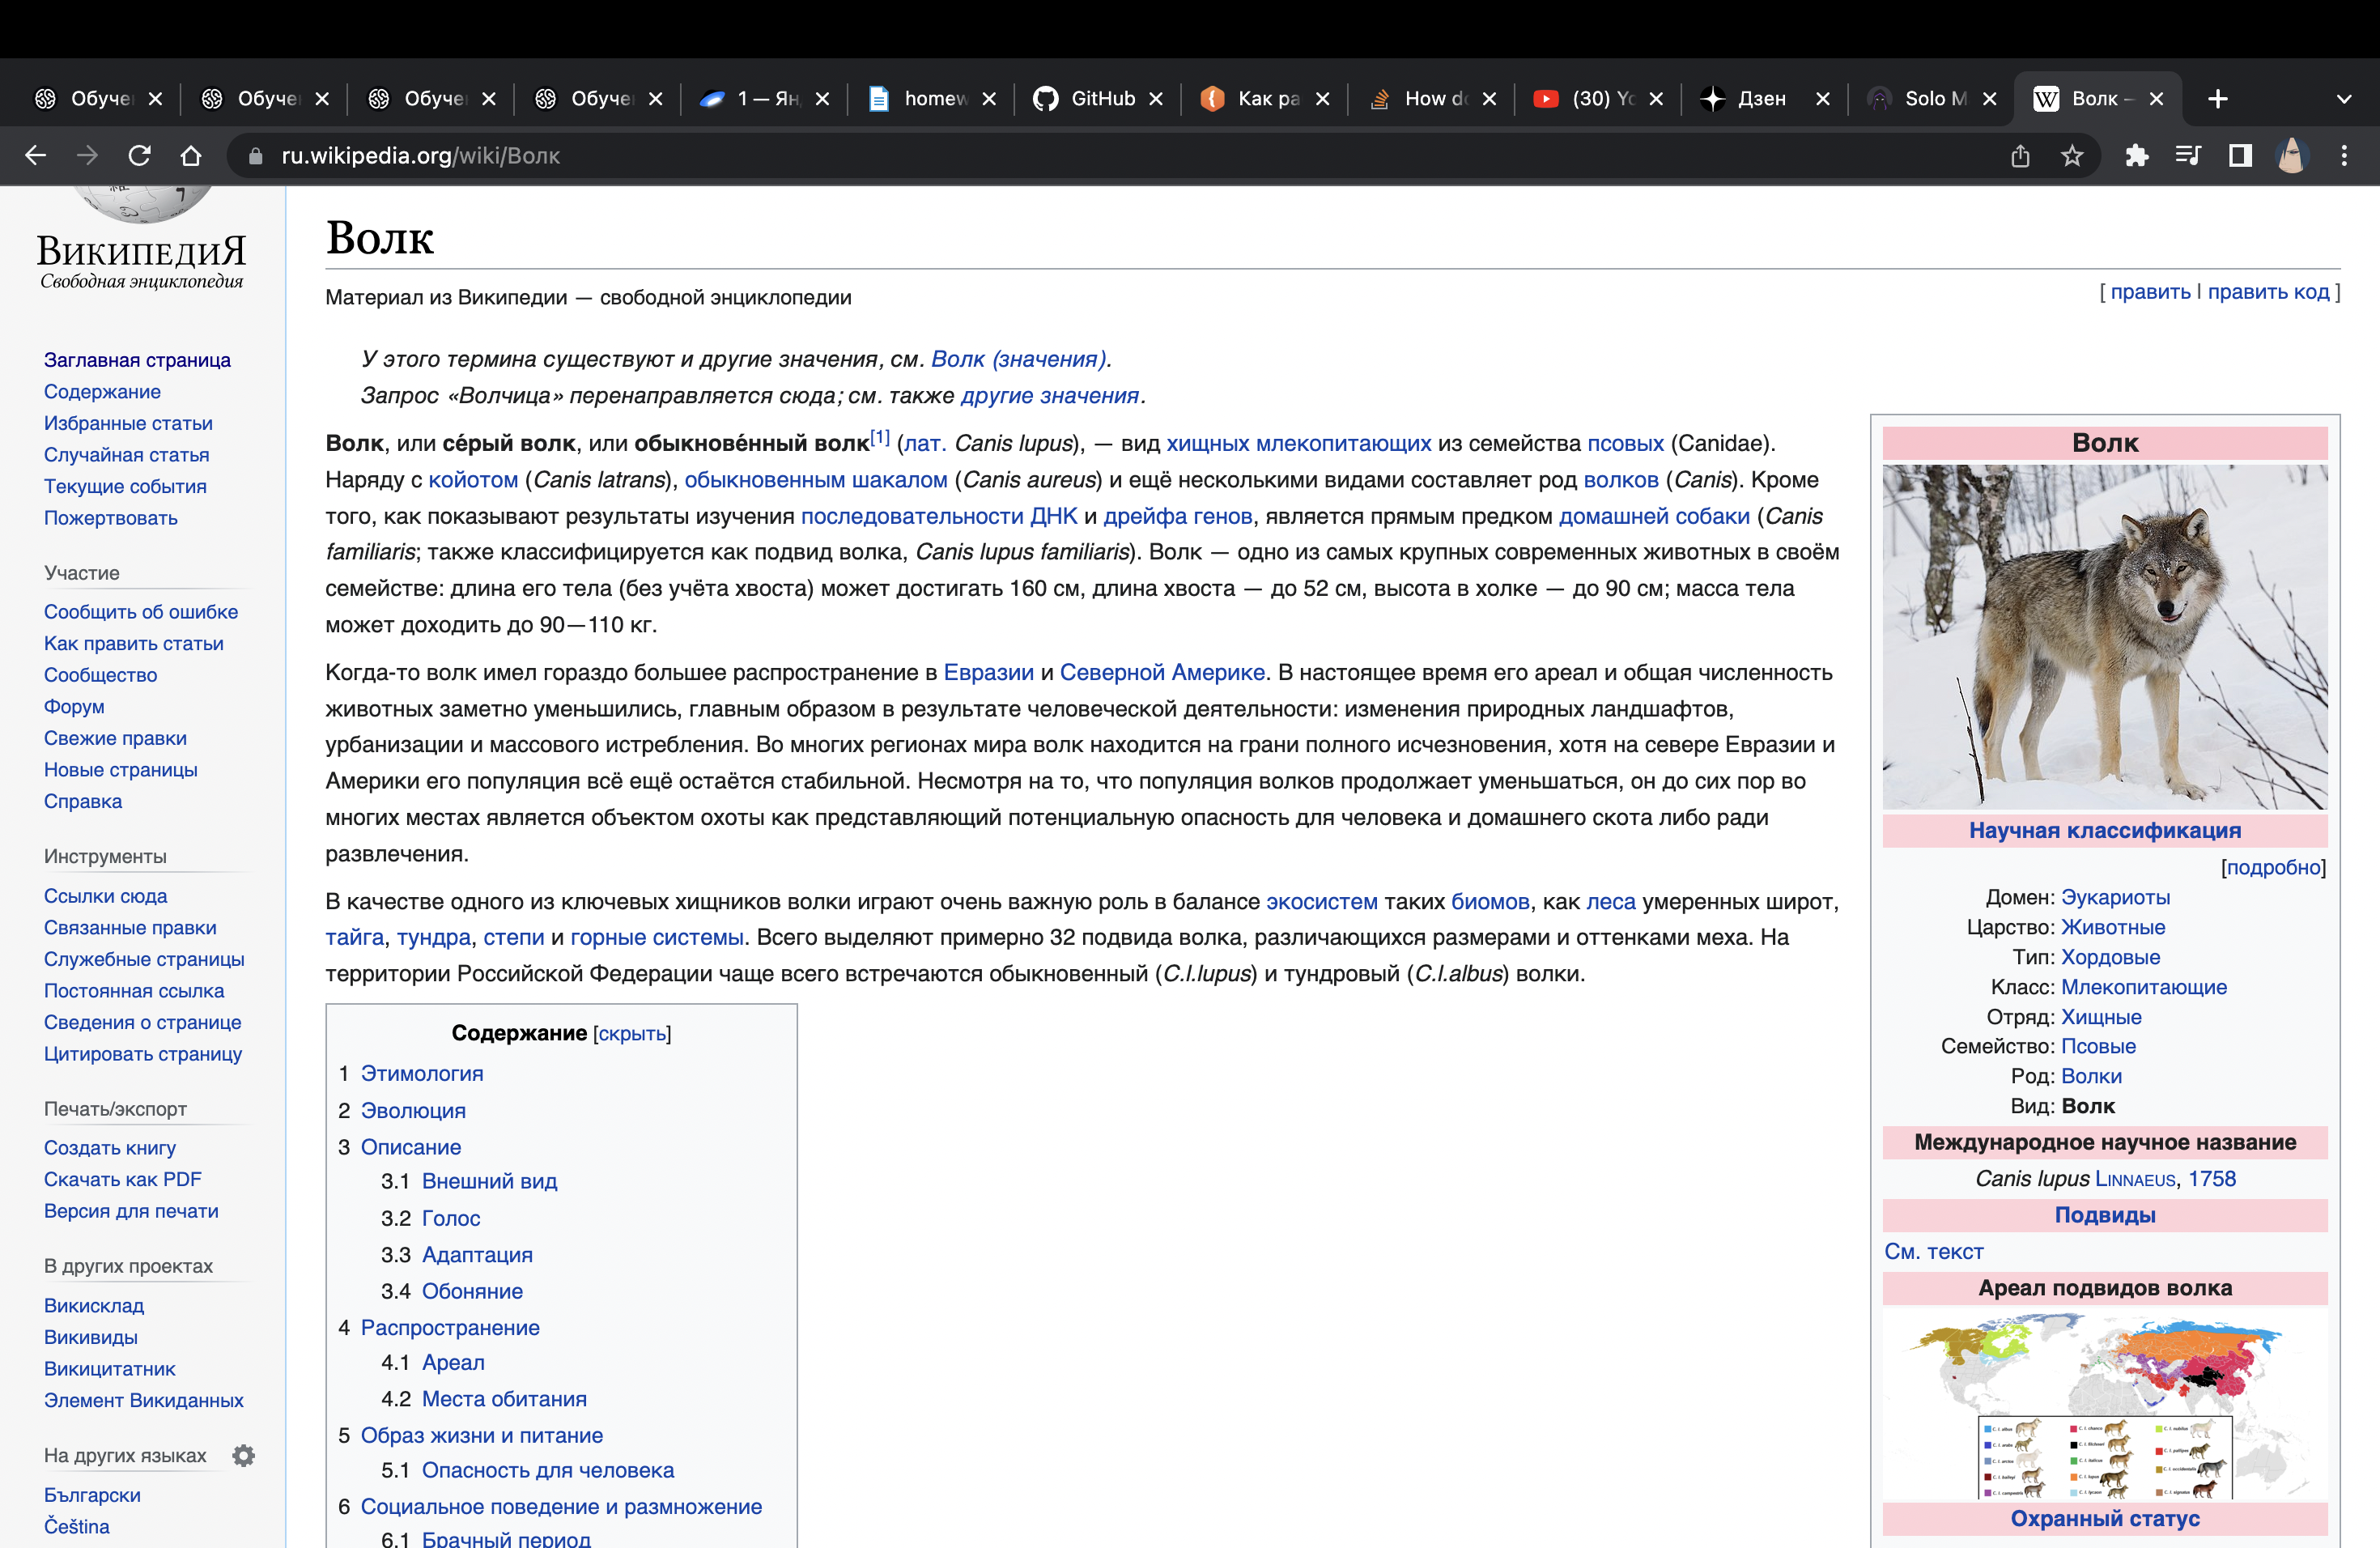 Обуче
Обуче
Обуче
Обуче
1 — Ян
homew
GitHub
Как ра
How do
(30) Yo
Дзен
Solo M
Волк –
ru.wikipedia.org/wiki/Волк
ВИКИПЕДИЯ
Свободная энциклопедия
Заглавная страница
Содержание
Избранные статьи
Случайная статья
Текущие события
Пожертвовать
Участие
Сообщить об ошибке
Как править статьи
Сообщество
Форум
Свежие правки
Новые страницы
Справка
Инструменты
Ссылки сюда
Связанные правки
Служебные страницы
Постоянная ссылка
Сведения о странице
Цитировать страницу
Печать/экспорт
Создать книгу
Скачать как PDF
Версия для печати
В других проектах
Викисклад
Викивиды
Викицитатник
Элемент Викиданных
На других языках
Български
Čeština
Волк
Материал из Википедии — свободной энциклопедии
[ править | править код ]
У этого термина существуют и другие значения, см. Волк (значения).
Запрос «Волчица» перенаправляется сюда; см. также другие значения.
Волк, или се́рый волк, или обыкнове́нный волк[1] (лат. Canis lupus), — вид хищных млекопитающих из семейства псовых (Canidae).
Наряду с койотом (Canis latrans), обыкновенным шакалом (Canis aureus) и ещё несколькими видами составляет род волков (Canis). Кроме
того, как показывают результаты изучения последовательности ДНК и дрейфа генов, является прямым предком домашней собаки (Canis
familiaris; также классифицируется как подвид волка, Canis lupus familiaris). Волк — одно из самых крупных современных животных в своём
семействе: длина его тела (без учёта хвоста) может достигать 160 см, длина хвоста — до 52 см, высота в холке — до 90 см; масса тела
может доходить до 90—110 кг.
Когда-то волк имел гораздо большее распространение в Евразии и Северной Америке. В настоящее время его ареал и общая численность
животных заметно уменьшились, главным образом в результате человеческой деятельности: изменения природных ландшафтов,
урбанизации и массового истребления. Во многих регионах мира волк находится на грани полного исчезновения, хотя на севере Евразии и
Америки его популяция всё ещё остаётся стабильной. Несмотря на то, что популяция волков продолжает уменьшаться, он до сих пор во
многих местах является объектом охоты как представляющий потенциальную опасность для человека и домашнего скота либо ради
развлечения.
В качестве одного из ключевых хищников волки играют очень важную роль в балансе экосистем таких биомов, как леса умеренных широт,
тайга, тундра, степи и горные системы. Всего выделяют примерно 32 подвида волка, различающихся размерами и оттенками меха. На
территории Российской Федерации чаще всего встречаются обыкновенный (C.l.lupus) и тундровый (C.l.albus) волки.
Содержание [скрыть]
1 Этимология
2 Эволюция
3 Описание
3.1 Внешний вид
3.2 Голос
3.3 Адаптация
3.4 Обоняние
4 Распространение
4.1 Ареал
4.2 Места обитания
5 Образ жизни и питание
5.1 Опасность для человека
6 Социальное поведение и размножение
6.1 Брачный период
Волк
Научная классификация
[подробно]
Домен: Эукариоты
Царство: Животные
Тип: Хордовые
Класс: Млекопитающие
Отряд: Хищные
Семейство: Псовые
Род: Волки
Вид: Волк
Международное научное название
Canis lupus LINNAEUS, 1758
Подвиды
См. текст
Ареал подвидов волка
Охранный статус